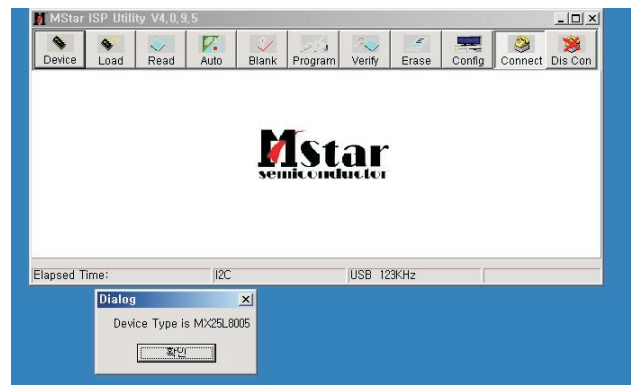 MStar ISP Utility V4,0,9,5
Device Load Read Auto Blank Program Verify Erase Config Connect Dis Con
MStar
semiconductor
Elapsed Time: I2C USB 123KHz
Dialog
Device Type is MX25L8005
확인